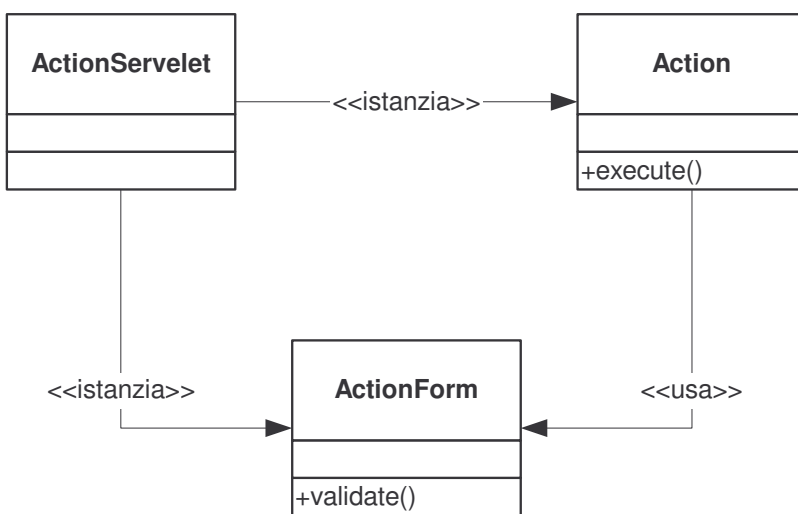 ActionServelet
Action
<<istanzia>>
+execute()
<<istanzia>>
ActionForm
<<usa>>
+validate()